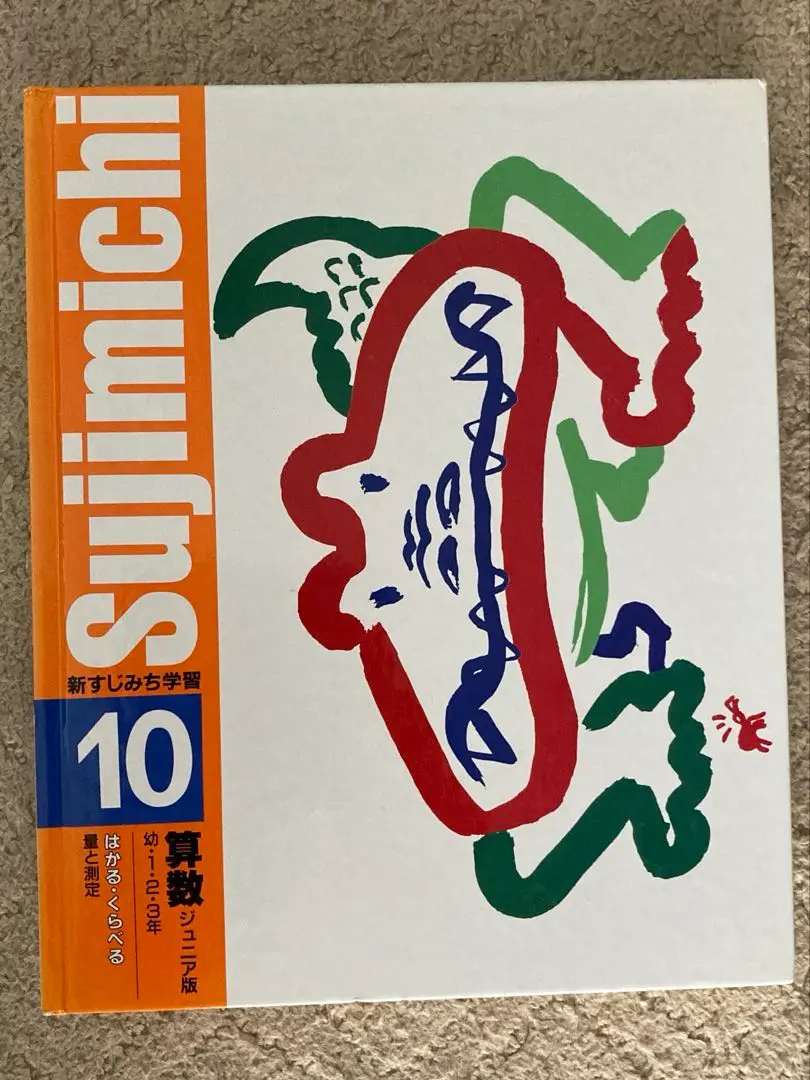 Sujimichi
新すじみち学習
10
算数 ジュニア版
幼・1・2・3年
はかる・くらべる
量と測定